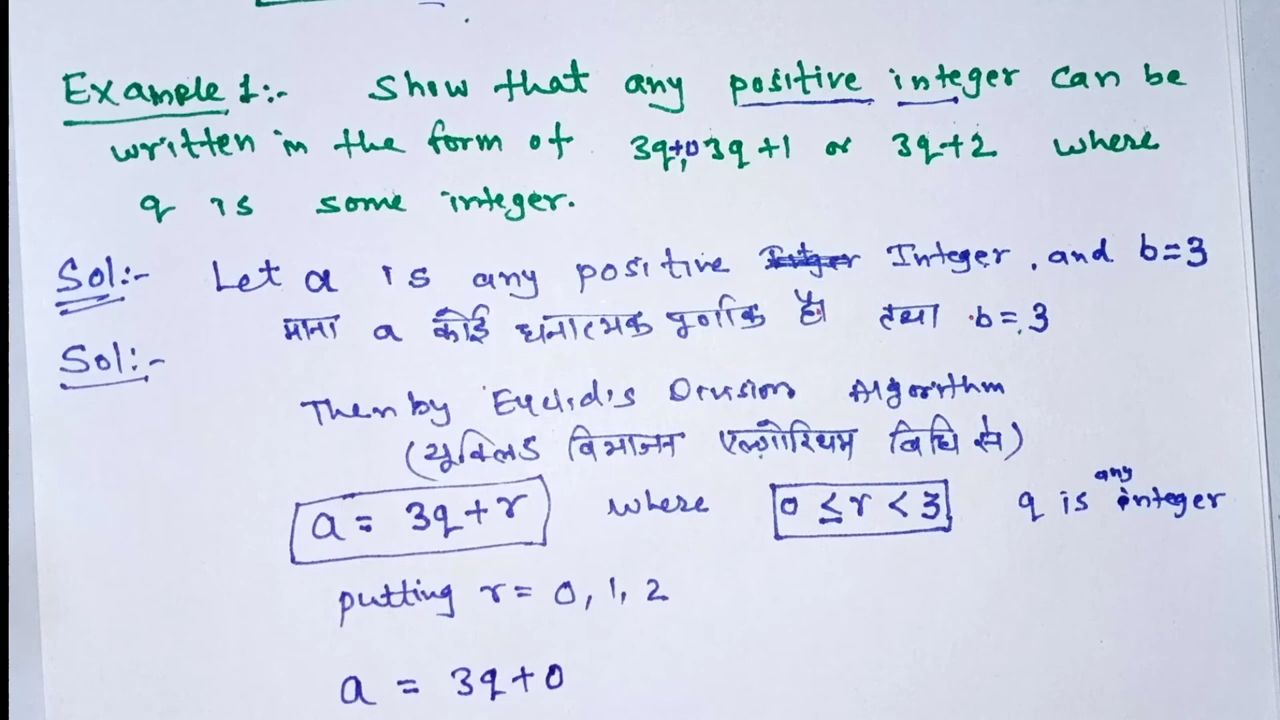 Example 1:- Show that any positive integer can be
written in the form of 3q+0, 3q+1 or 3q+2 where
q is some integer.
Sol:- Let a is any positive Integer, and b=3
माना a कोई धनात्मक पूर्णांक है। तथा b=3
Sol:-
Then by Euclid's Division Algorithm
(यूक्लिड विभाजन एल्गोरिथम विधि से)
a = 3q+r where 0 ≤ r < 3 q is any integer
putting r = 0, 1, 2
a = 3q+0